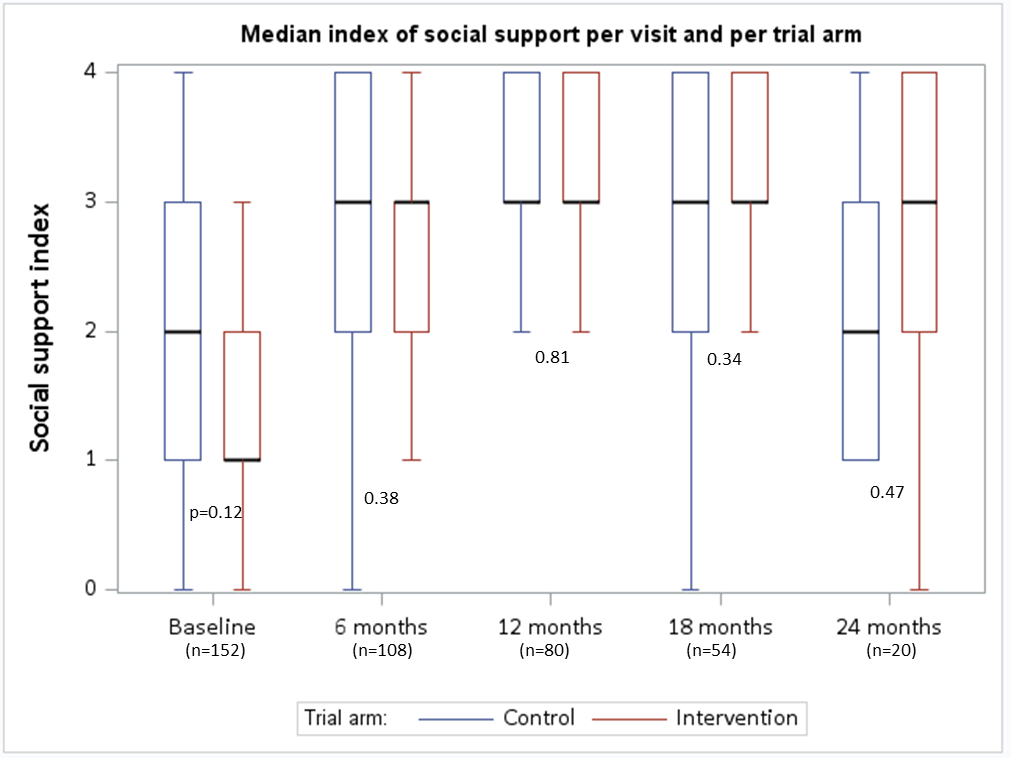 Median index of social support per visit and per trial arm
Social support index
4
3
2
1
0
p=0.12
0.38
0.81
0.34
0.47
Baseline 6 months 12 months 18 months 24 months
(n=152) (n=108) (n=80) (n=54) (n=20)
Trial arm: Control Intervention